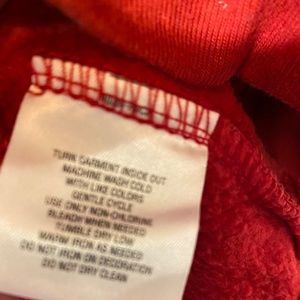 TURN GARMENT INSIDE OUT
MACHINE WASH COLD
WITH LIKE COLORS
GENTLE CYCLE
USE ONLY NON-CHLORINE
BLEACH WHEN NEEDED
TUMBLE DRY LOW
WARM IRON AS NEEDED
DO NOT IRON ON DECORATION
DO NOT DRY CLEAN